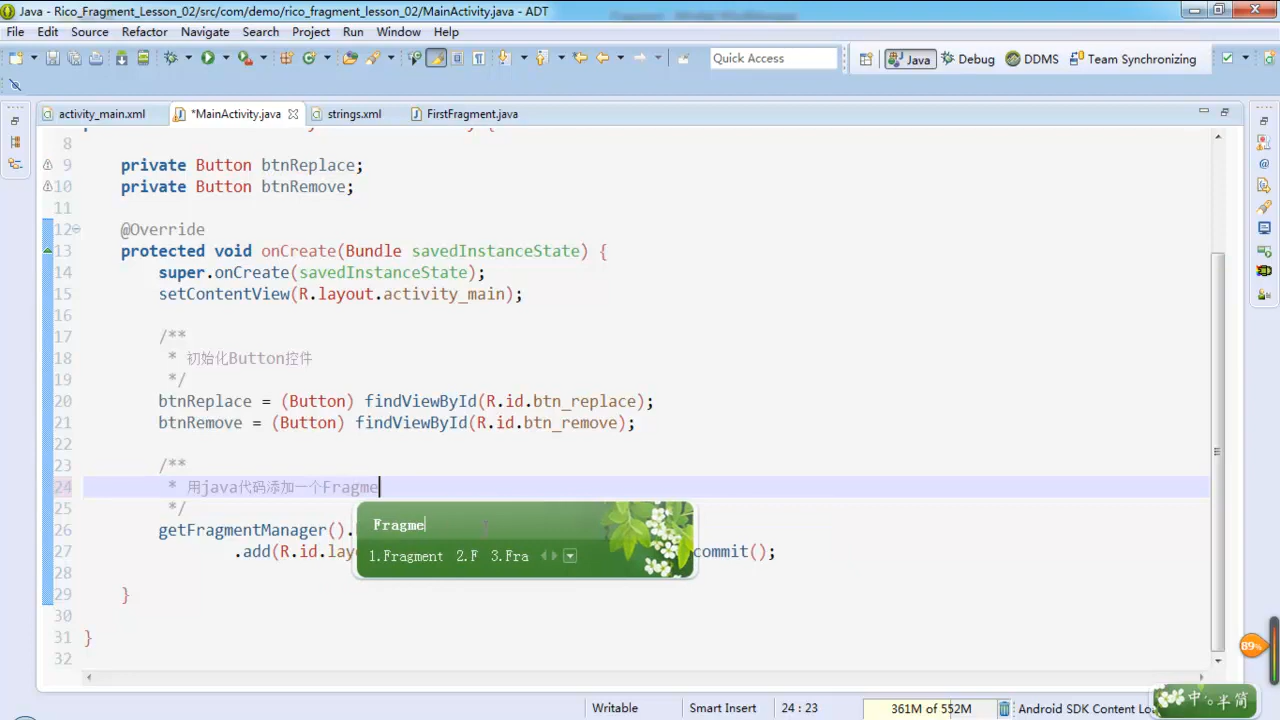 Java - Rico_Fragment_Lesson_02/src/com/demo/rico_fragment_lesson_02/MainActivity.java - ADT
File Edit Source Refactor Navigate Search Project Run Window Help
Quick Access Java Debug DDMS Team Synchronizing
activity_main.xml *MainActivity.java strings.xml FirstFragment.java
8
9 private Button btnReplace;
10 private Button btnRemove;
11
12 @Override
13 protected void onCreate(Bundle savedInstanceState) {
14 super.onCreate(savedInstanceState);
15 setContentView(R.layout.activity_main);
16
17 /**
18 * 初始化Button控件
19 */
20 btnReplace = (Button) findViewById(R.id.btn_replace);
21 btnRemove = (Button) findViewById(R.id.btn_remove);
22
23 /**
24 * 用java代码添加一个Fragme
25 */
Fragme
26 getFragmentManager().
27 .add(R.id.lay commit();
1.Fragment 2.F 3.Fra
28
29 }
30
31 }
32
89%
Writable Smart Insert 24 : 23 361M of 552M Android SDK Content Lo
中 半 简